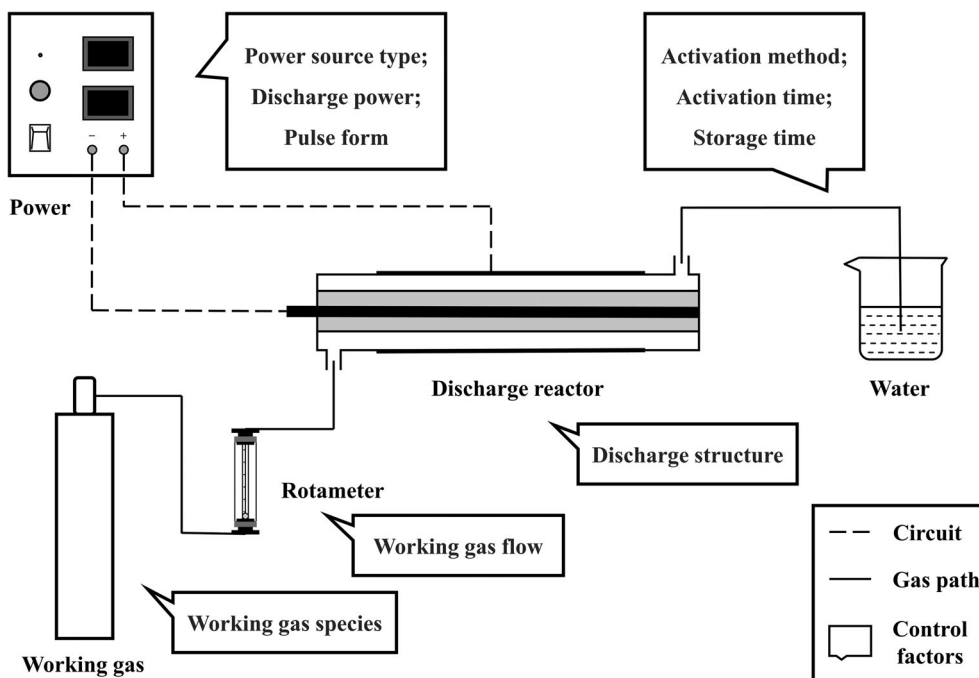 Power source type;
Discharge power;
Pulse form
Activation method;
Activation time;
Storage time
− +
Power
Discharge reactor
Water
Discharge structure
Rotameter
Working gas flow
Working gas species
Working gas
Circuit
Gas path
Control
factors